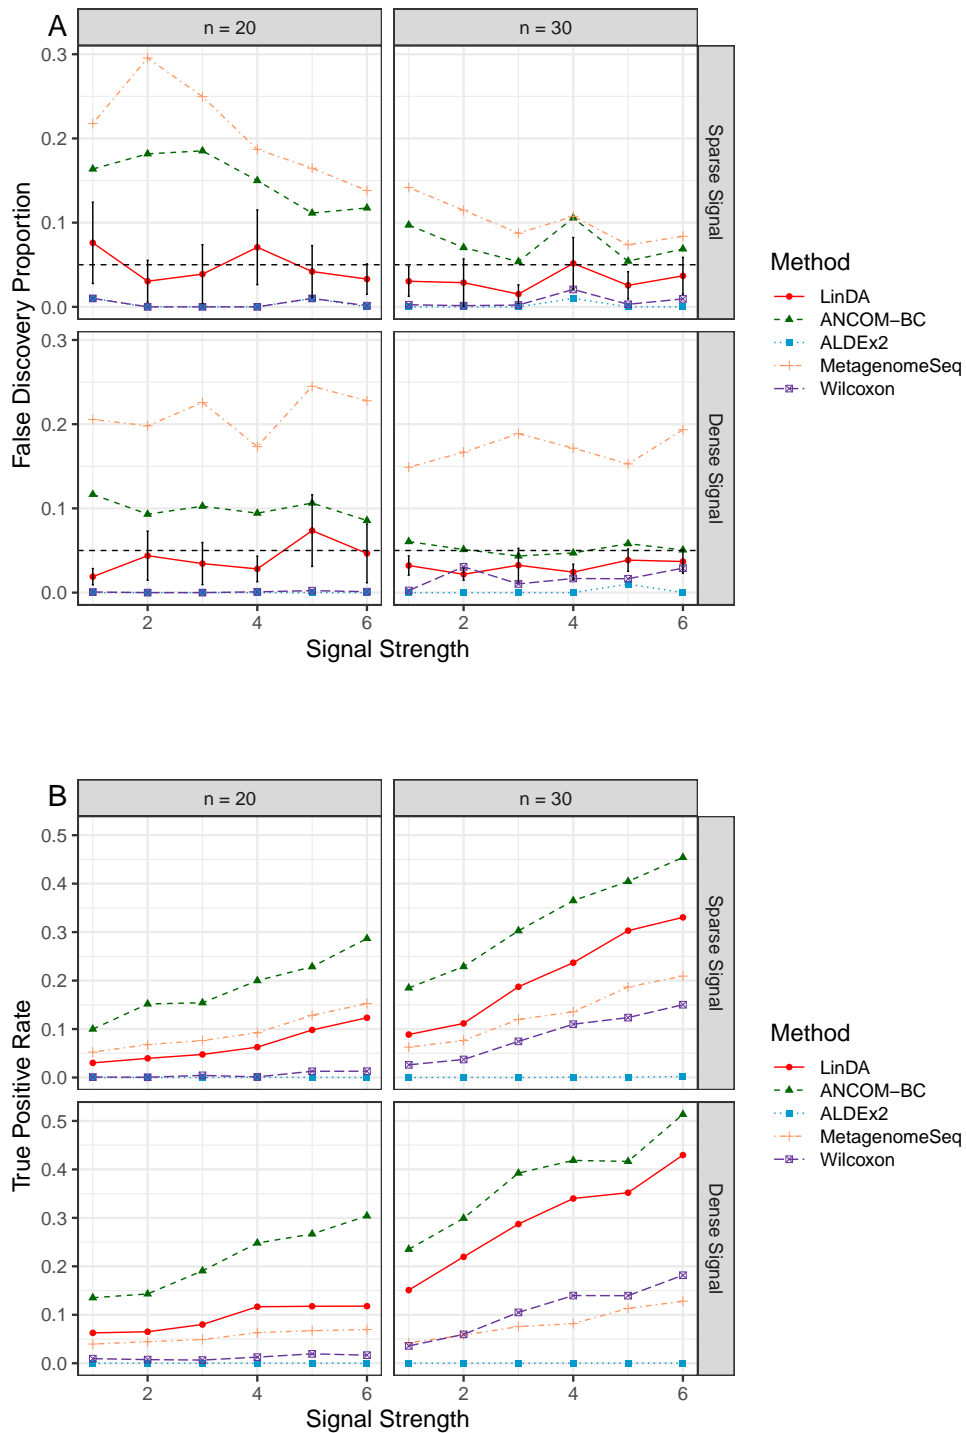 A
n = 20
n = 30
False Discovery Proportion
0.3
0.2
0.1
0.0
Sparse Signal
0.3
0.2
0.1
0.0
Dense Signal
2
4
6
2
4
6
Signal Strength
Method
LinDA
ANCOM−BC
ALDEx2
MetagenomeSeq
Wilcoxon
B
n = 20
n = 30
True Positive Rate
0.5
0.4
0.3
0.2
0.1
0.0
Sparse Signal
0.5
0.4
0.3
0.2
0.1
0.0
Dense Signal
2
4
6
2
4
6
Signal Strength
Method
LinDA
ANCOM−BC
ALDEx2
MetagenomeSeq
Wilcoxon